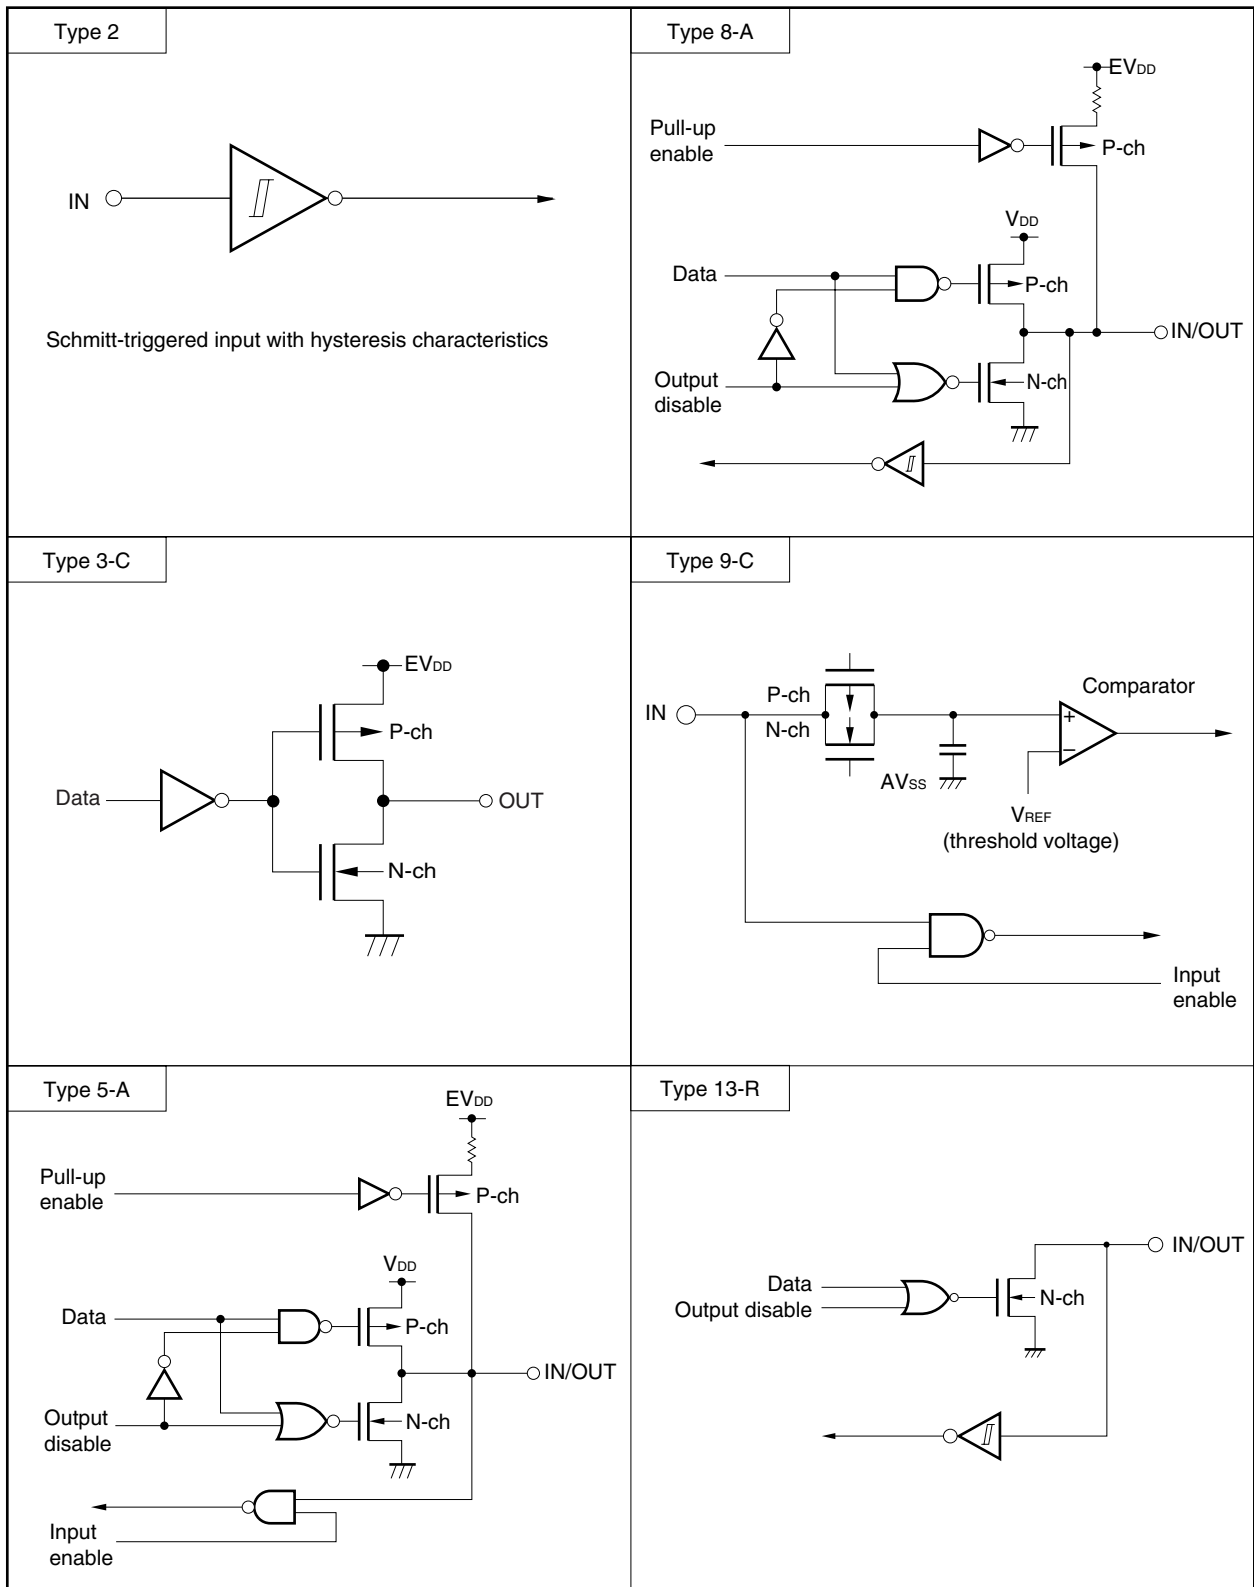 Type 2
IN
Schmitt-triggered input with hysteresis characteristics
Type 8-A
EVDD
Pull-up
enable
P-ch
VDD
Data
P-ch
IN/OUT
Output
disable
N-ch
Type 3-C
EVDD
P-ch
Data
OUT
N-ch
Type 9-C
P-ch
Comparator
IN
N-ch
+
−
AVSS
VREF
(threshold voltage)
Input
enable
Type 5-A
EVDD
Pull-up
enable
P-ch
VDD
Data
P-ch
IN/OUT
Output
disable
N-ch
Input
enable
Type 13-R
IN/OUT
Data
Output disable
N-ch